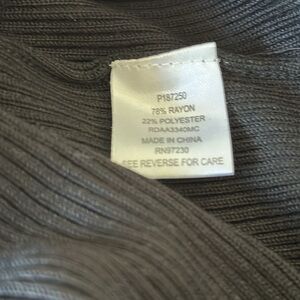 P187250
78% RAYON
22% POLYESTER
RDAA3340MC
MADE IN CHINA
RN97230
SEE REVERSE FOR CARE